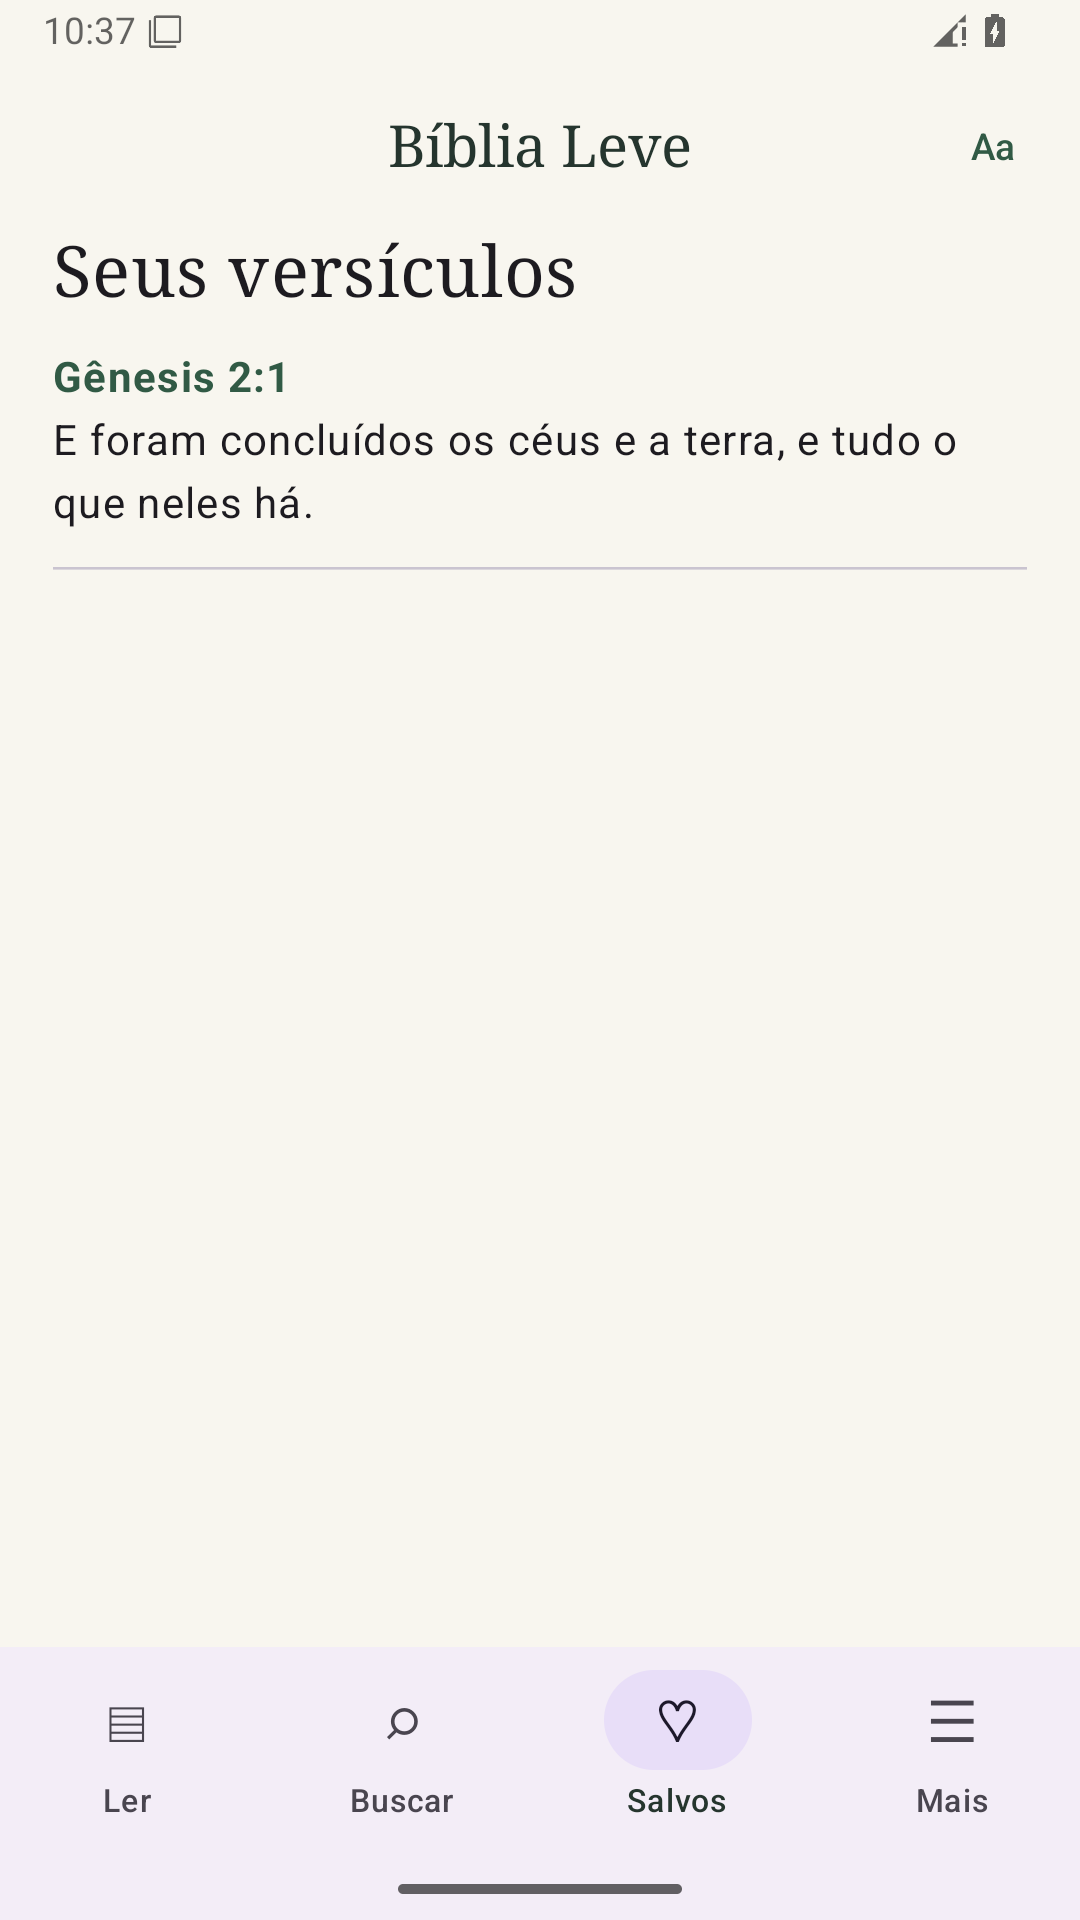 10:37
Bíblia Leve
Aa
Seus versículos
Gênesis 2:1
E foram concluídos os céus e a terra, e tudo o
que neles há.
Ler
Buscar
Salvos
Mais